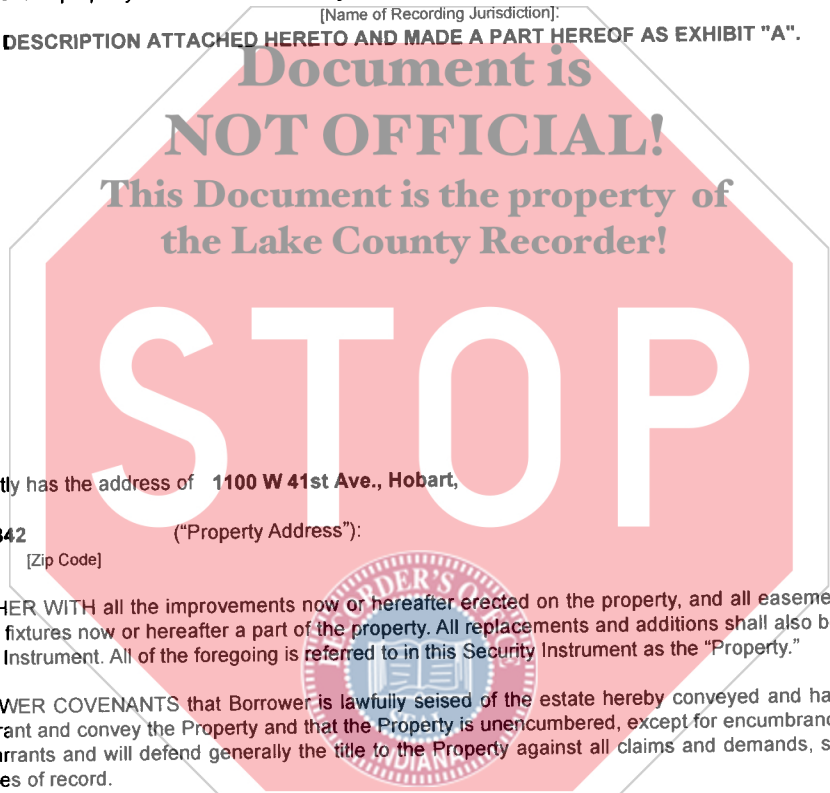 [Name of Recording Jurisdiction]:
DESCRIPTION ATTACHED HERETO AND MADE A PART HEREOF AS EXHIBIT "A".
Document is
NOT OFFICIAL!
This Document is the property of
the Lake County Recorder!
STOP
tly has the address of 1100 W 41st Ave., Hobart,
342 ("Property Address"):
[Zip Code]
HER WITH all the improvements now or hereafter erected on the property, and all easeme
fixtures now or hereafter a part of the property. All replacements and additions shall also b
Instrument. All of the foregoing is referred to in this Security Instrument as the “Property.”
WER COVENANTS that Borrower is lawfully seised of the estate hereby conveyed and ha
rant and convey the Property and that the Property is unencumbered, except for encumbranc
rrants and will defend generally the title to the Property against all claims and demands, s
es of record.
RECORDER'S OFFICE
INDIANA